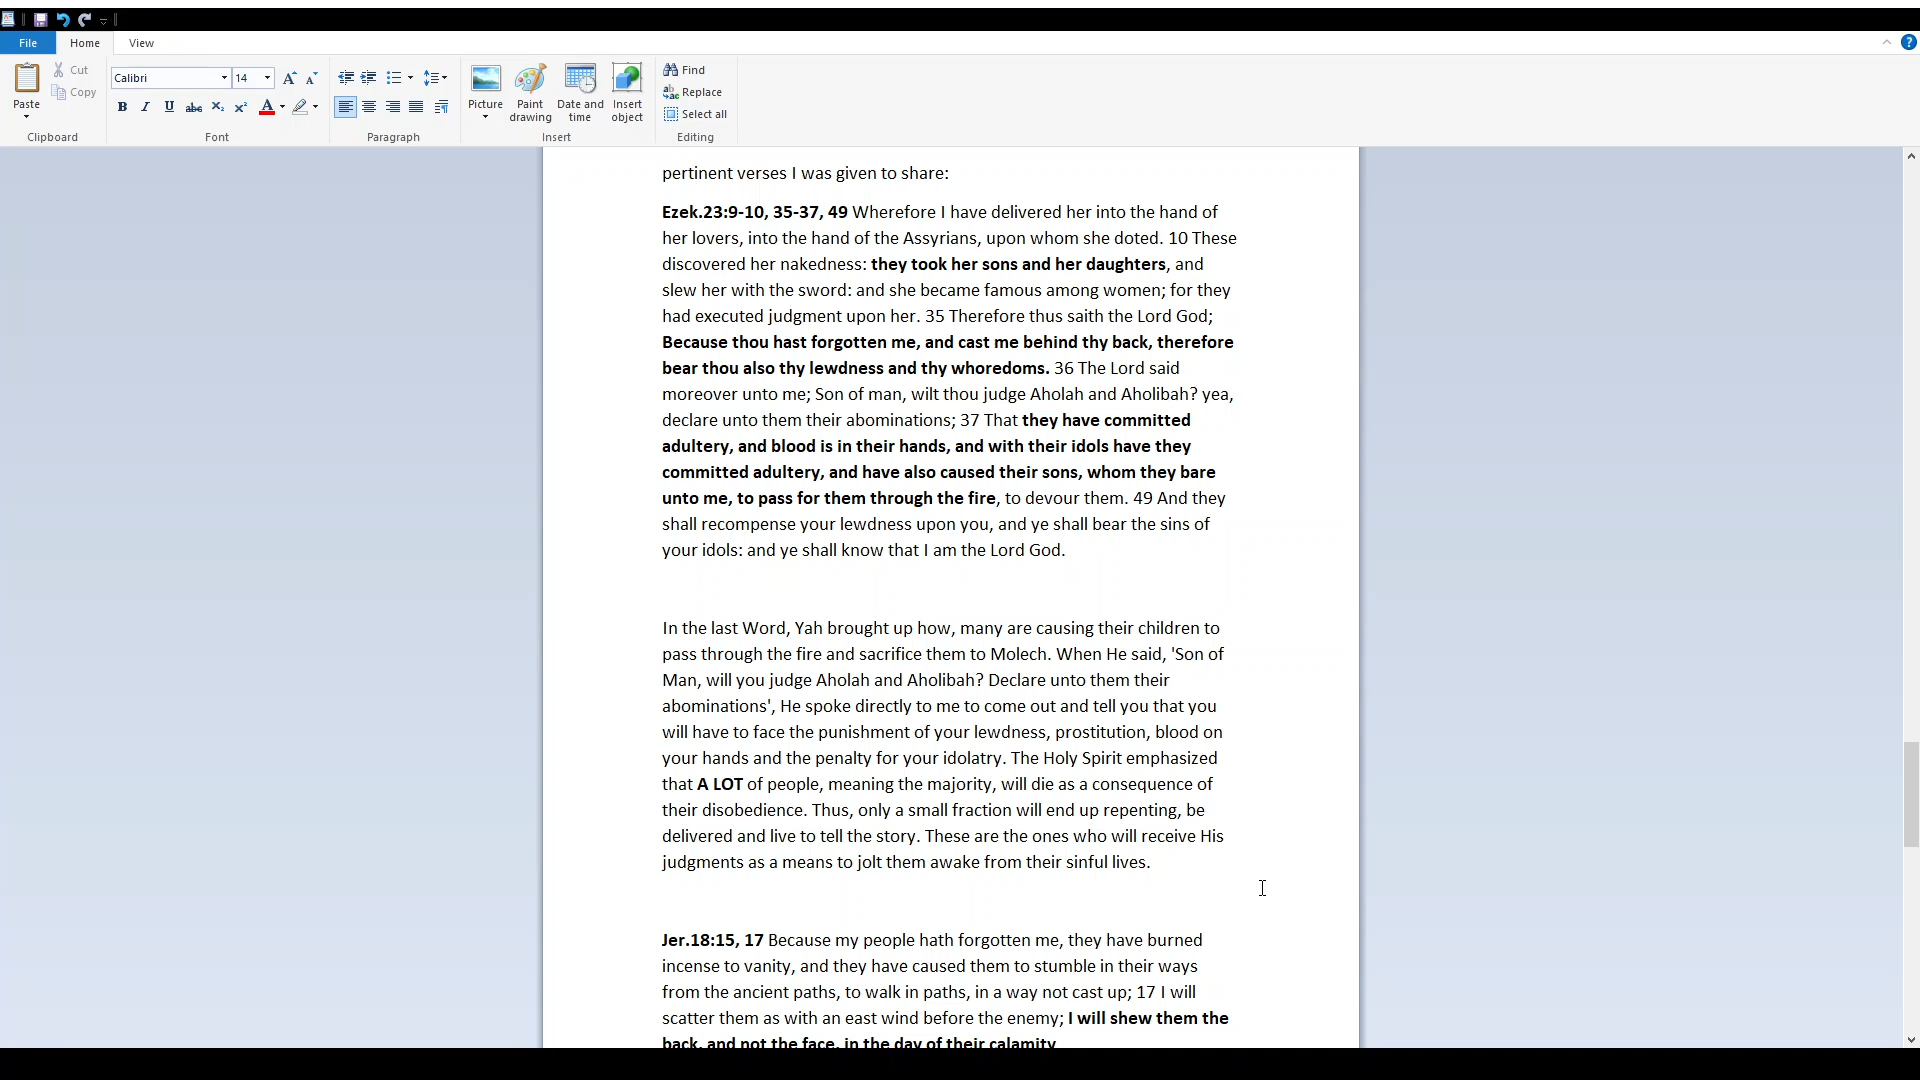 File Home View
Calibri 14
Paste
Cut
Copy
Clipboard
B I U abc X₂ X² A
Font
Paragraph
Picture
Paint drawing
Date and time
Insert object
Insert
Find
Replace
Select all
Editing
pertinent verses I was given to share:
Ezek.23:9-10, 35-37, 49 Wherefore I have delivered her into the hand of
her lovers, into the hand of the Assyrians, upon whom she doted. 10 These
discovered her nakedness: they took her sons and her daughters, and
slew her with the sword: and she became famous among women; for they
had executed judgment upon her. 35 Therefore thus saith the Lord God;
Because thou hast forgotten me, and cast me behind thy back, therefore
bear thou also thy lewdness and thy whoredoms. 36 The Lord said
moreover unto me; Son of man, wilt thou judge Aholah and Aholibah? yea,
declare unto them their abominations; 37 That they have committed
adultery, and blood is in their hands, and with their idols have they
committed adultery, and have also caused their sons, whom they bare
unto me, to pass for them through the fire, to devour them. 49 And they
shall recompense your lewdness upon you, and ye shall bear the sins of
your idols: and ye shall know that I am the Lord God.
In the last Word, Yah brought up how, many are causing their children to
pass through the fire and sacrifice them to Molech. When He said, 'Son of
Man, will you judge Aholah and Aholibah? Declare unto them their
abominations', He spoke directly to me to come out and tell you that you
will have to face the punishment of your lewdness, prostitution, blood on
your hands and the penalty for your idolatry. The Holy Spirit emphasized
that A LOT of people, meaning the majority, will die as a consequence of
their disobedience. Thus, only a small fraction will end up repenting, be
delivered and live to tell the story. These are the ones who will receive His
judgments as a means to jolt them awake from their sinful lives.
Jer.18:15, 17 Because my people hath forgotten me, they have burned
incense to vanity, and they have caused them to stumble in their ways
from the ancient paths, to walk in paths, in a way not cast up; 17 I will
scatter them as with an east wind before the enemy; I will shew them the
back, and not the face, in the day of their calamity